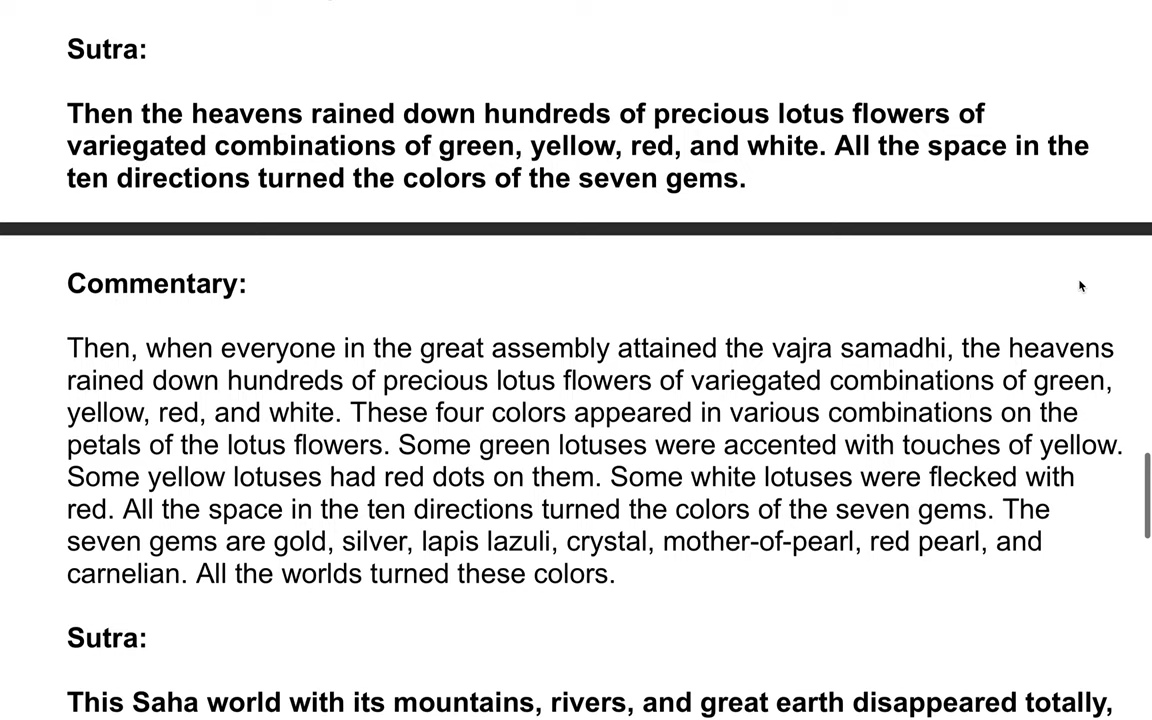 Sutra:
Then the heavens rained down hundreds of precious lotus flowers of
variegated combinations of green, yellow, red, and white. All the space in the
ten directions turned the colors of the seven gems.
Commentary:
Then, when everyone in the great assembly attained the vajra samadhi, the heavens
rained down hundreds of precious lotus flowers of variegated combinations of green,
yellow, red, and white. These four colors appeared in various combinations on the
petals of the lotus flowers. Some green lotuses were accented with touches of yellow.
Some yellow lotuses had red dots on them. Some white lotuses were flecked with
red. All the space in the ten directions turned the colors of the seven gems. The
seven gems are gold, silver, lapis lazuli, crystal, mother-of-pearl, red pearl, and
carnelian. All the worlds turned these colors.
Sutra:
This Saha world with its mountains, rivers, and great earth disappeared totally,